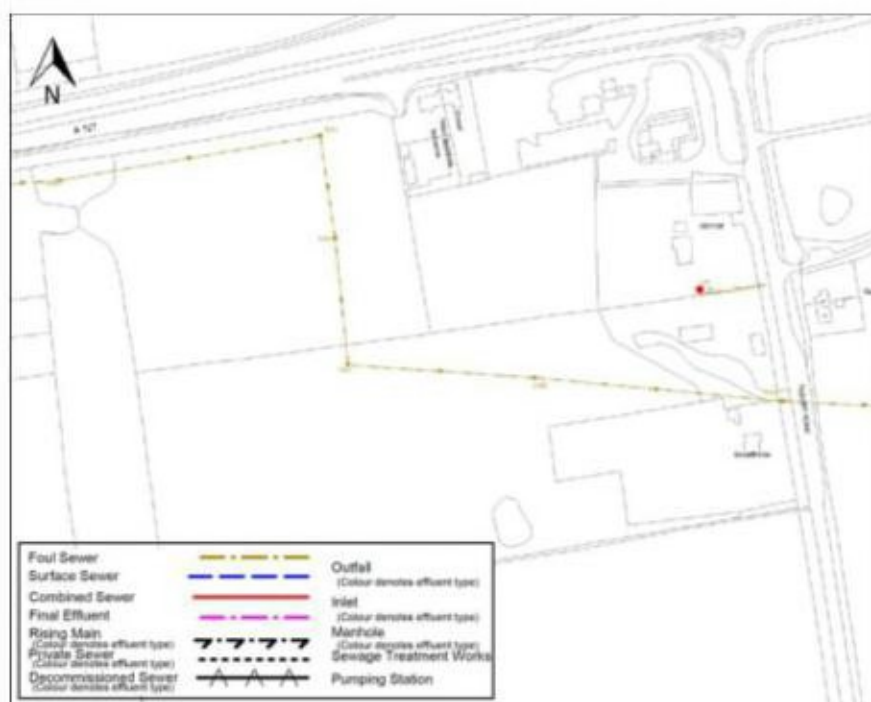 N
A 127
Foul Sewer
Surface Sewer
Combined Sewer
Final Effluent
Rising Main
(Colour denotes effluent type)
Private Sewer
(Colour denotes effluent type)
Decommissioned Sewer
(Colour denotes effluent type)
Outfall
(Colour denotes effluent type)
Inlet
(Colour denotes effluent type)
Manhole
(Colour denotes effluent type)
Sewage Treatment Works
Pumping Station